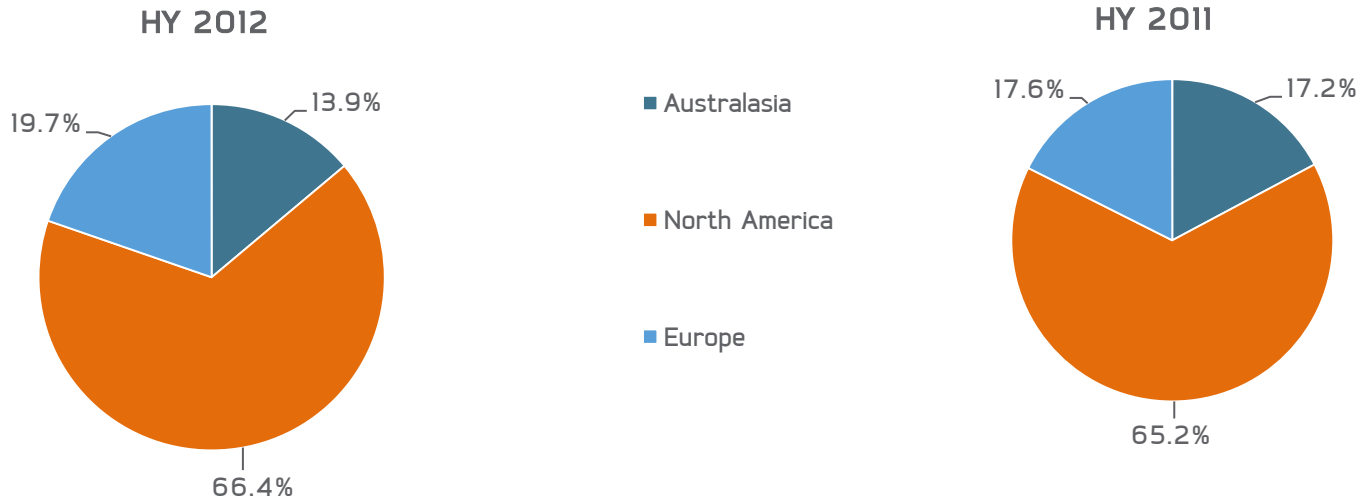 HY 2012
19.7%
13.9%
66.4%
Australasia
North America
Europe
HY 2011
17.6%
17.2%
65.2%